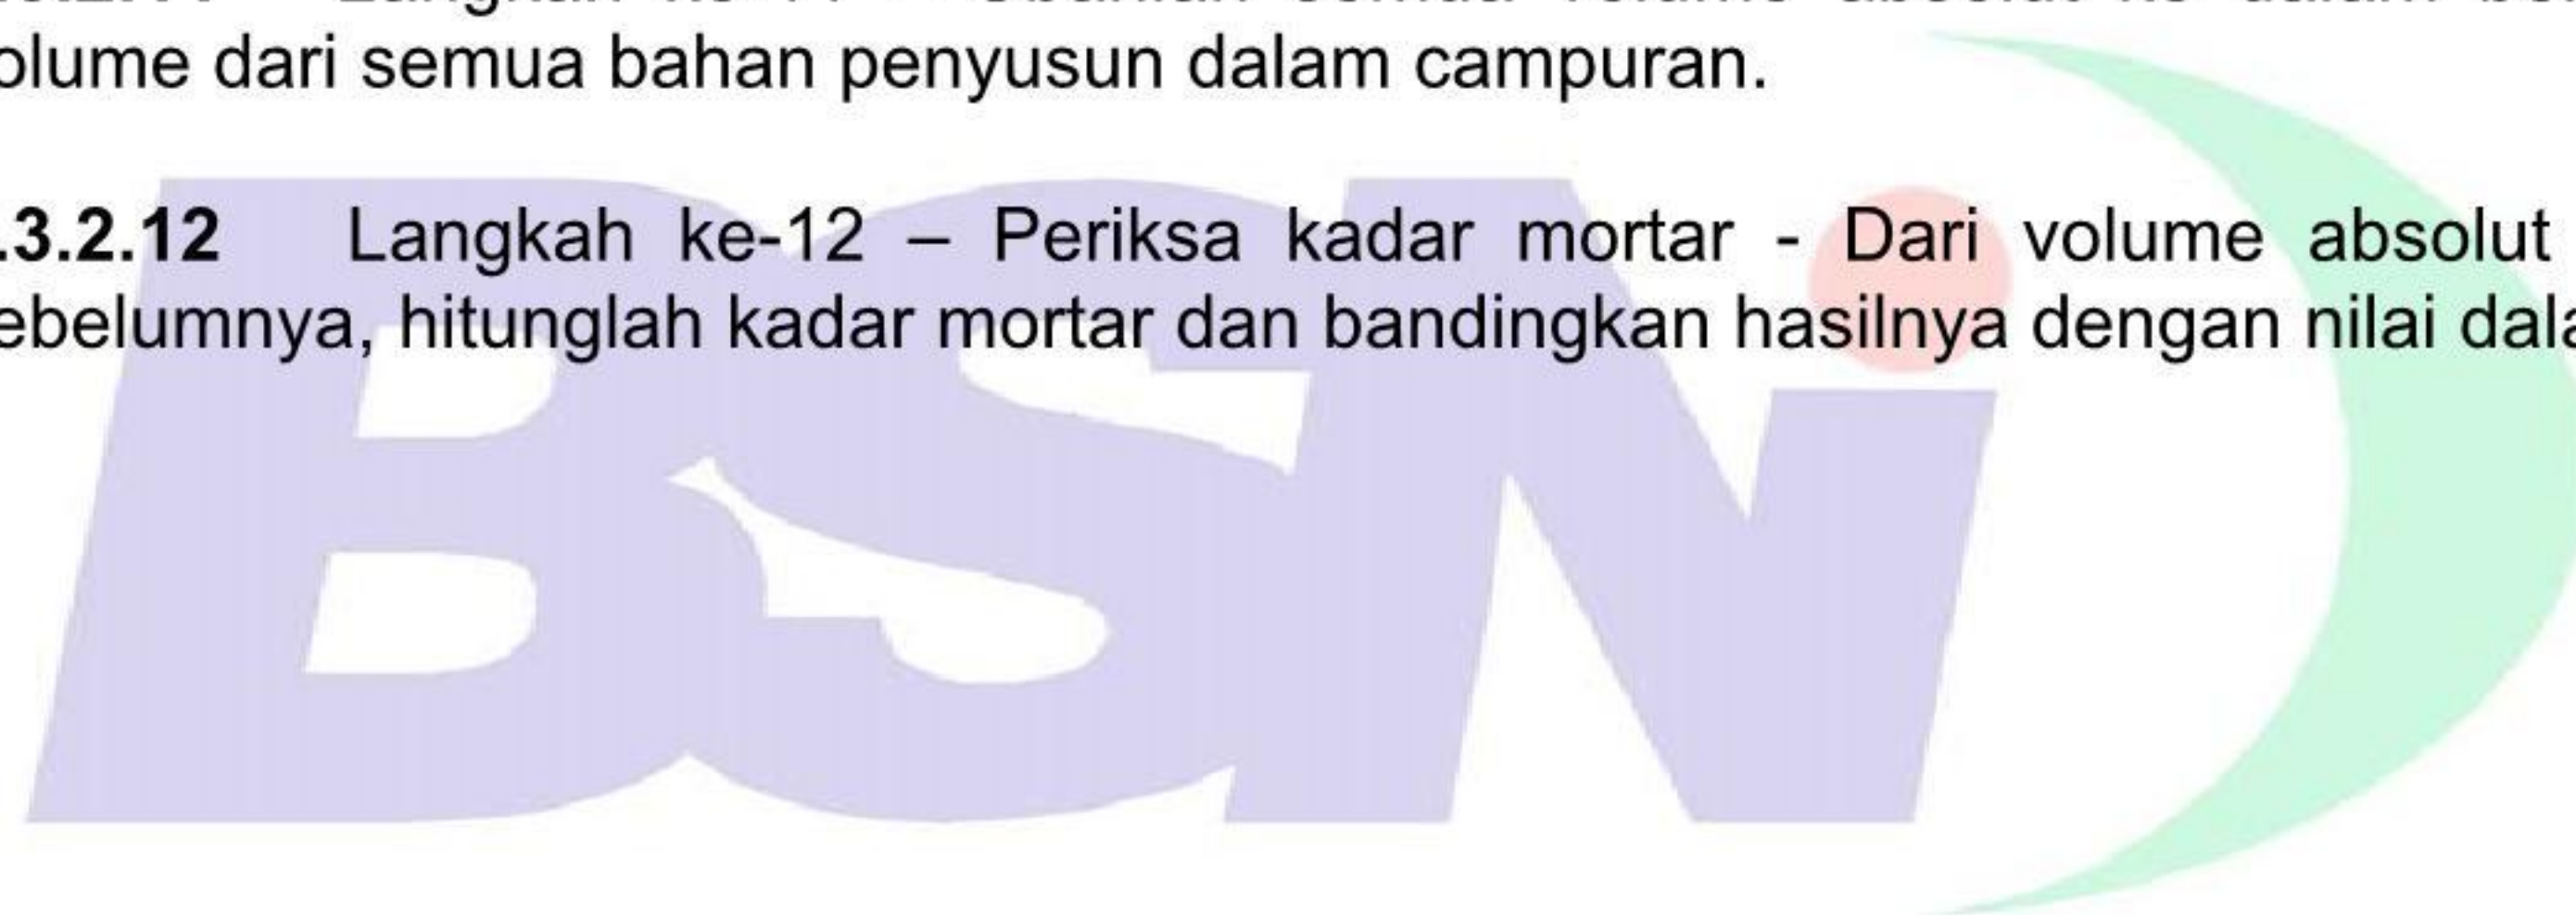 olume dari semua bahan penyusun dalam campuran.
.3.2.12 Langkah ke-12 – Periksa kadar mortar - Dari volume absolut
ebelumnya, hitunglah kadar mortar dan bandingkan hasilnya dengan nilai dala
BSN